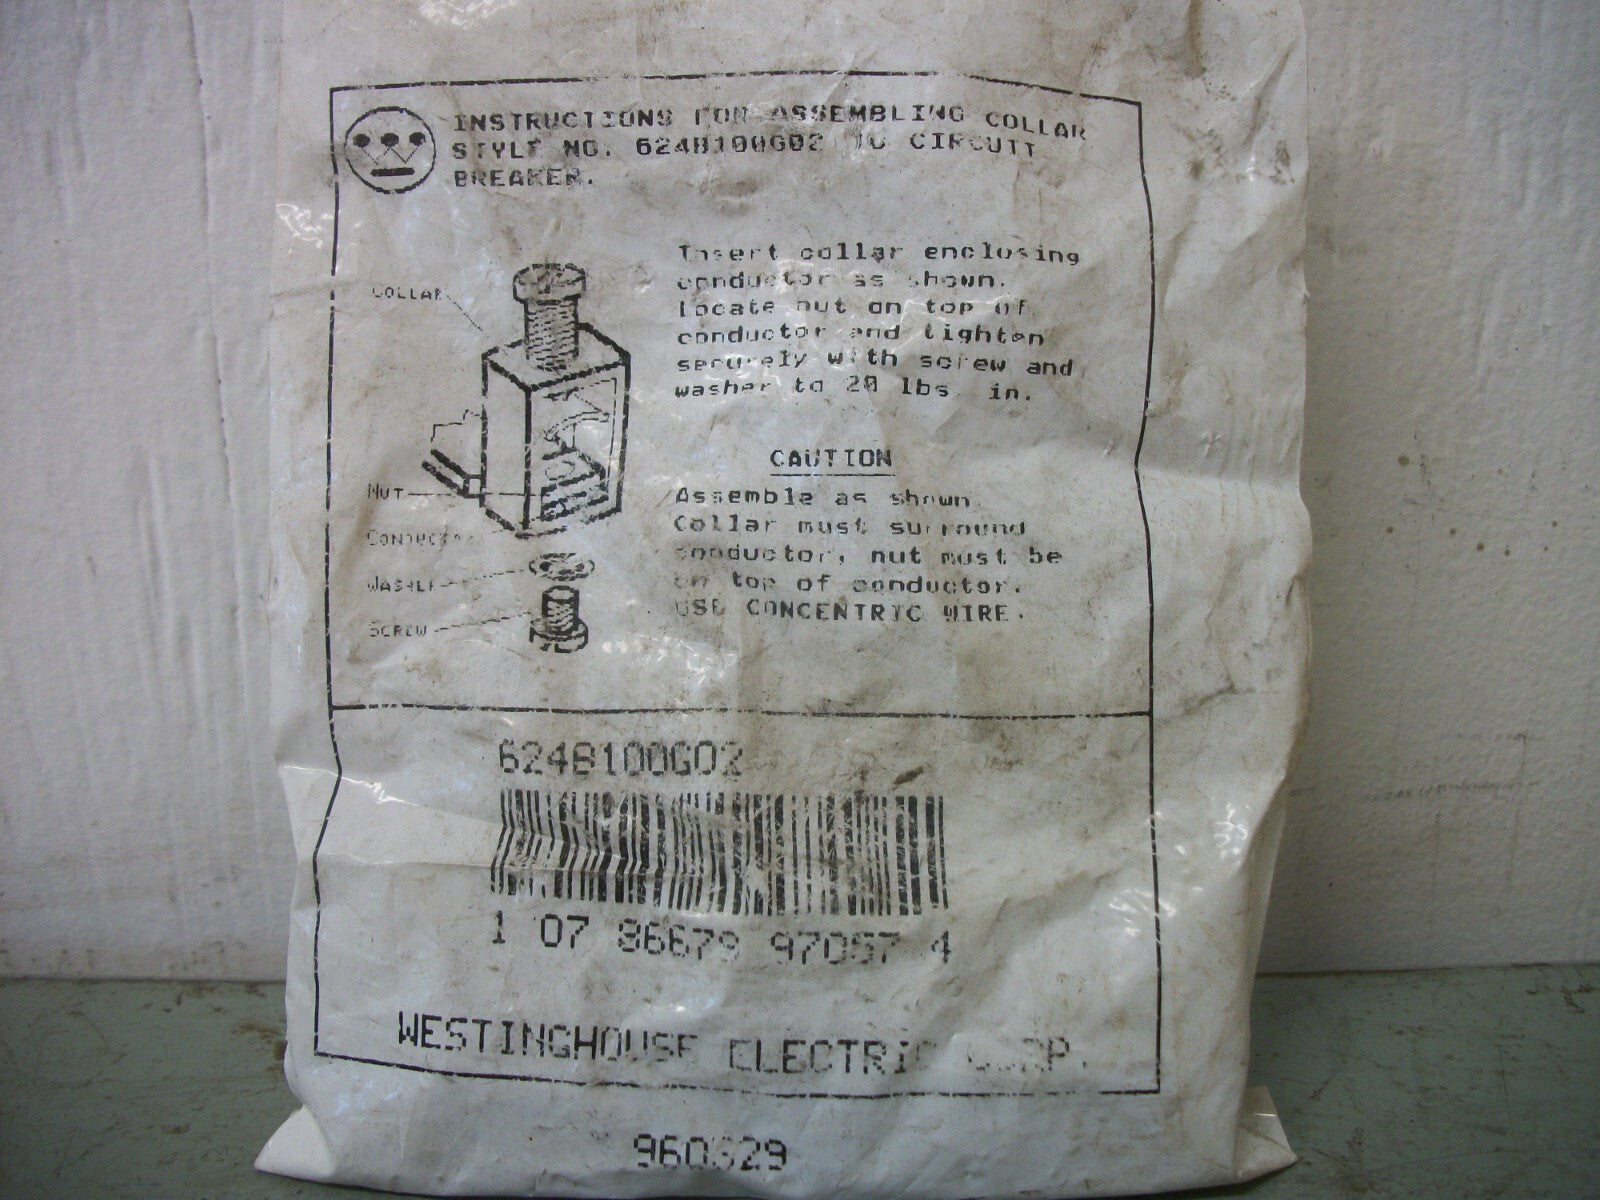 INSTRUCTIONS FOR ASSEMBLING COLLAR
STYLE NO. 624B100G02 TO CIRCUIT
BREAKER.
Insert collar enclosing
conductor as shown.
Locate nut on top of
conductor and tighten
securely with screw and
washer to 20 lbs. in.
COLLAR
NUT
CONDUCTOR
WASHER
SCREW
CAUTION
Assemble as shown.
Collar must surround
conductor, nut must be
on top of conductor.
USE CONCENTRIC WIRE.
624B100G02
1 07 86679 97057 4
WESTINGHOUSE ELECTRIC CORP.